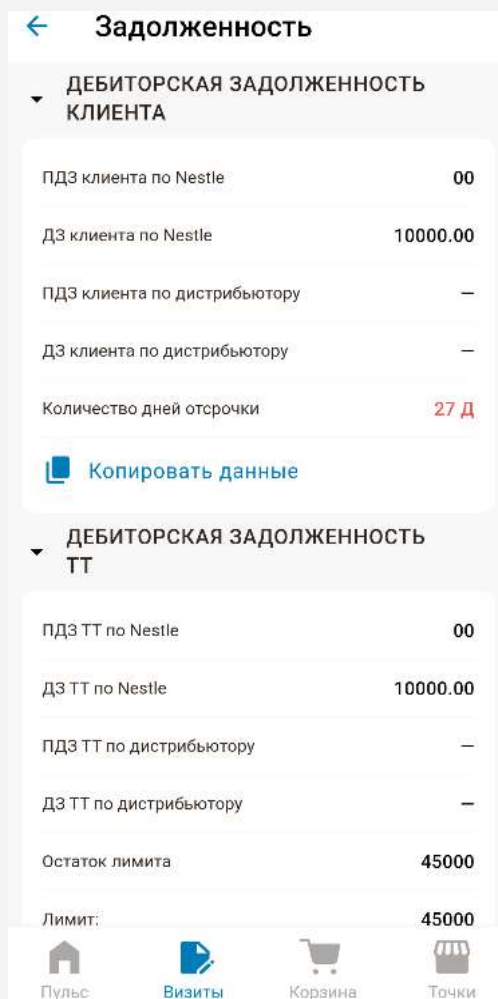 Задолженность
ДЕБИТОРСКАЯ ЗАДОЛЖЕННОСТЬ
КЛИЕНТА
ПДЗ клиента по Nestle 00
ДЗ клиента по Nestle 10000.00
ПДЗ клиента по дистрибьютору –
ДЗ клиента по дистрибьютору –
Количество дней отсрочки 27 Д
Копировать данные
ДЕБИТОРСКАЯ ЗАДОЛЖЕННОСТЬ
ТТ
ПДЗ ТТ по Nestle 00
ДЗ ТТ по Nestle 10000.00
ПДЗ ТТ по дистрибьютору –
ДЗ ТТ по дистрибьютору –
Остаток лимита 45000
Лимит: 45000
Пульс Визиты Корзина Точки